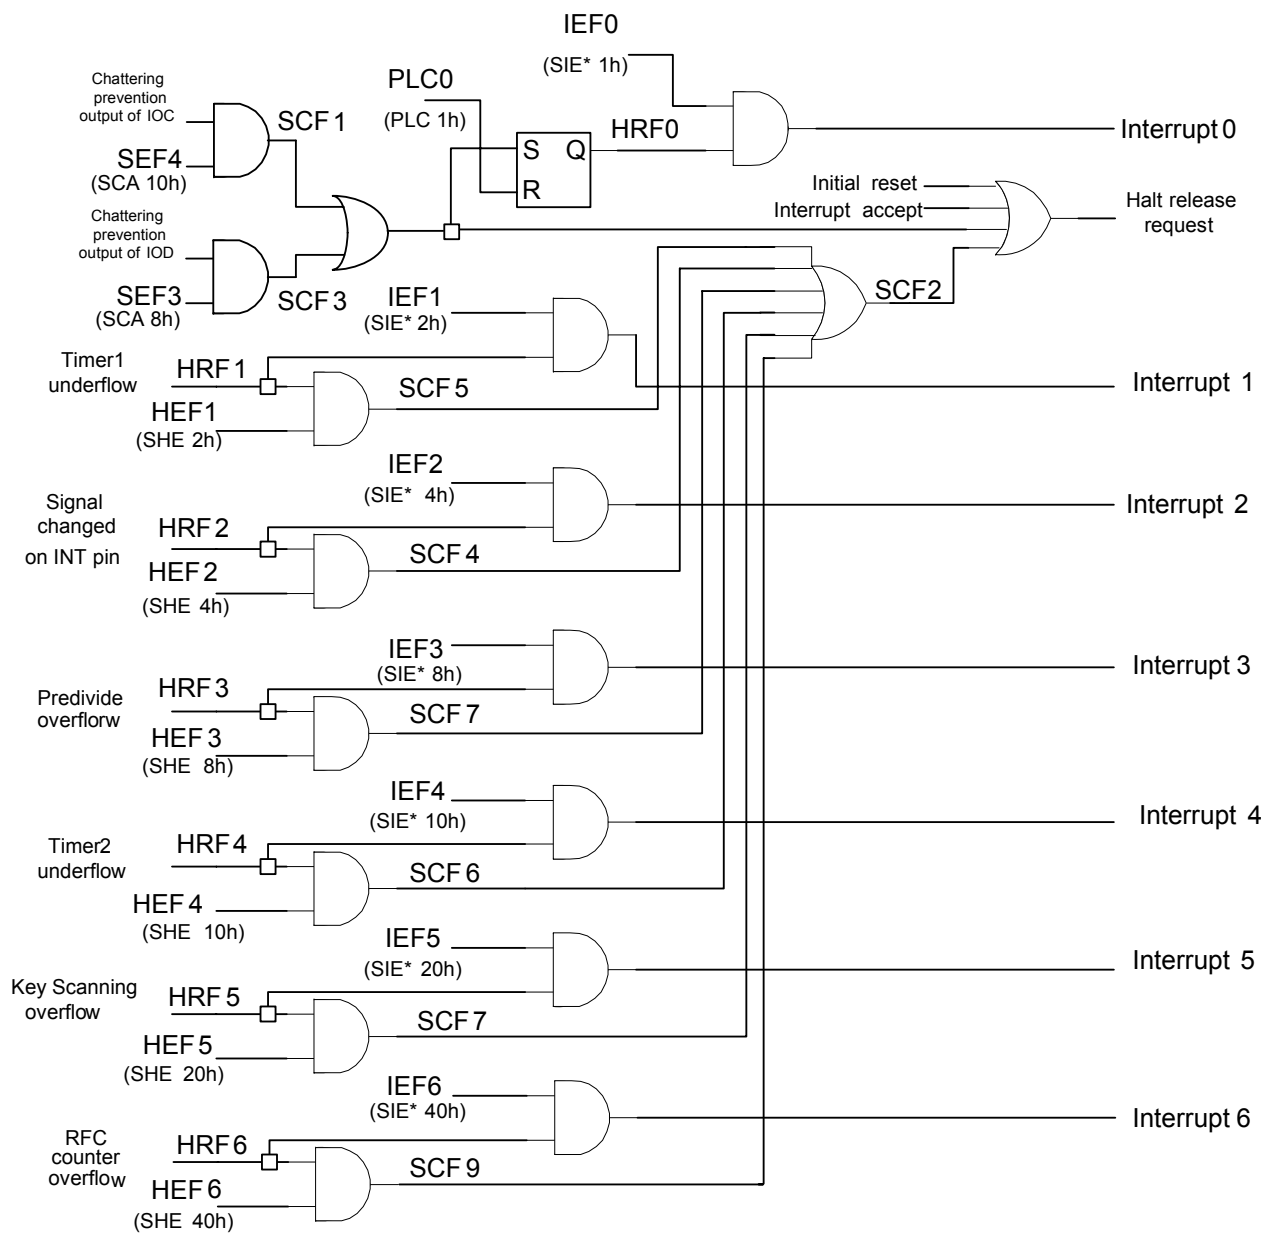 IEF0
(SIE* 1h)
PLC0
(PLC 1h)
Chattering
prevention
output of IOC
SCF1
SEF4
(SCA 10h)
S Q
R
HRF0
Interrupt 0
Initial reset
Interrupt accept
Halt release
request
Chattering
prevention
output of IOD
SEF3
(SCA 8h)
SCF3
SCF2
IEF1
(SIE* 2h)
Timer1
underflow
HRF1
HEF1
(SHE 2h)
SCF5
Interrupt 1
IEF2
(SIE* 4h)
Signal
changed
on INT pin
HRF2
HEF2
(SHE 4h)
SCF4
Interrupt 2
IEF3
(SIE* 8h)
Predivide
overflorw
HRF3
HEF3
(SHE 8h)
SCF7
Interrupt 3
IEF4
(SIE* 10h)
Timer2
underflow
HRF4
HEF4
(SHE 10h)
SCF6
Interrupt 4
IEF5
(SIE* 20h)
Key Scanning
overflow
HRF5
HEF5
(SHE 20h)
SCF7
Interrupt 5
IEF6
(SIE* 40h)
RFC
counter
overflow
HRF6
HEF6
(SHE 40h)
SCF9
Interrupt 6